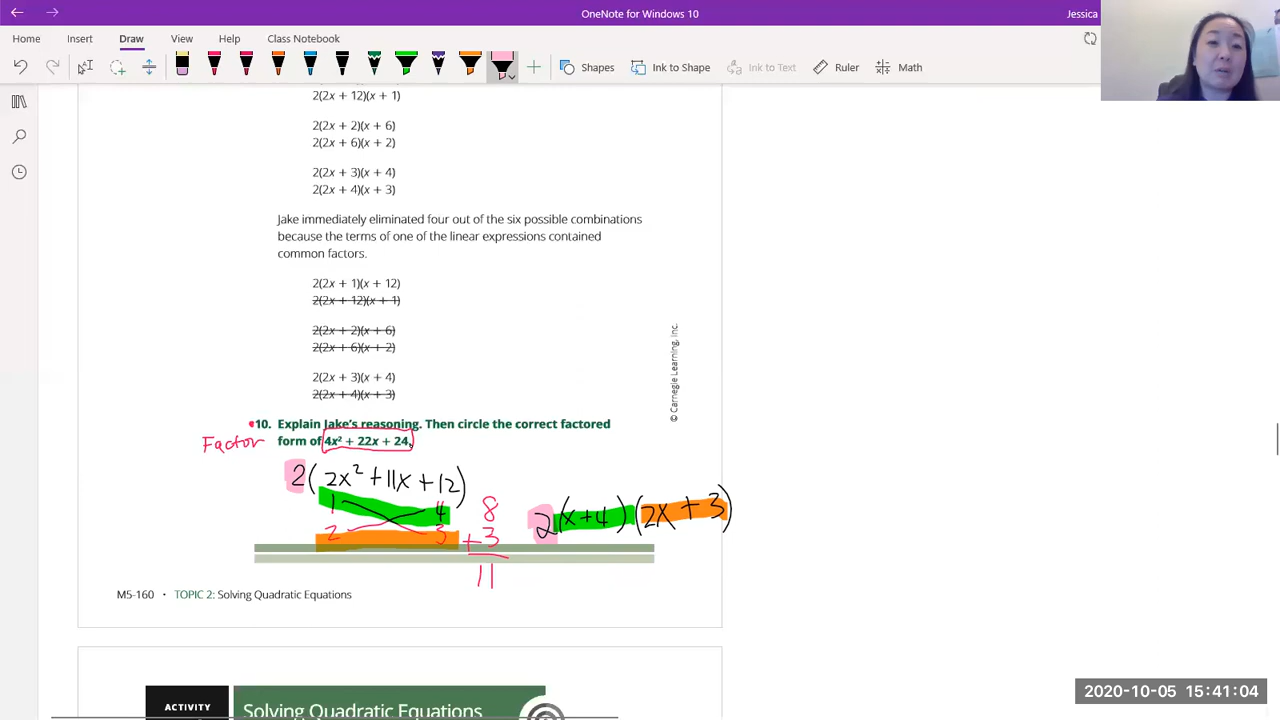 OneNote for Windows 10
Jessica
Home Insert Draw View Help Class Notebook
Shapes Ink to Shape Ink to Text Ruler Math
2(2x + 12)(x + 1)
2(2x + 2)(x + 6)
2(2x + 6)(x + 2)
2(2x + 3)(x + 4)
2(2x + 4)(x + 3)
Jake immediately eliminated four out of the six possible combinations
because the terms of one of the linear expressions contained
common factors.
2(2x + 1)(x + 12)
2(2x + 12)(x + 1)
2(2x + 2)(x + 6)
2(2x + 6)(x + 2)
2(2x + 3)(x + 4)
2(2x + 4)(x + 3)
© Carnegie Learning, Inc.
10. Explain Jake's reasoning. Then circle the correct factored
Factor form of 4x² + 22x + 24.
2(2x² + 11x + 12)
1 4 8
2 3 + 3
11
2(x+4)(2x + 3)
M5-160 • TOPIC 2: Solving Quadratic Equations
ACTIVITY
Solving Quadratic Equations
2020-10-05 15:41:04